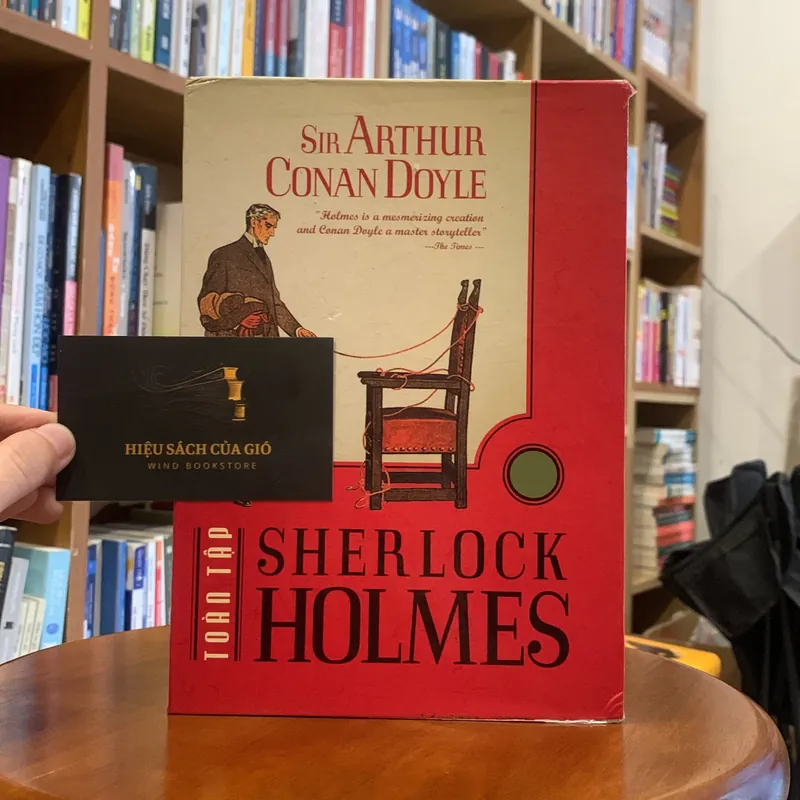 SIR ARTHUR
CONAN DOYLE
"Holmes is a mesmerizing creation
and Conan Doyle a master storyteller"
---The Times ---
HIỆU SÁCH CỦA GIÓ
WIND BOOKSTORE
TOÀN TẬP
SHERLOCK
HOLMES